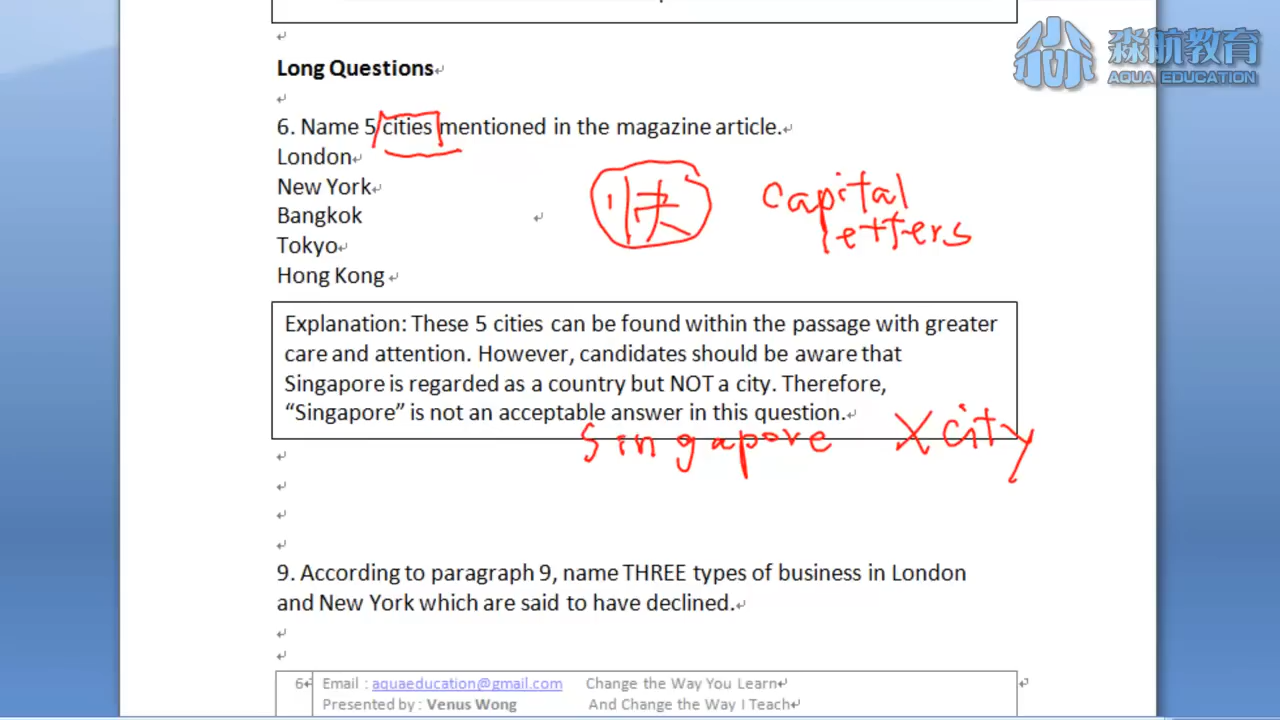 淼航教育
AQUA EDUCATION
Long Questions
6. Name 5 cities mentioned in the magazine article.
London
New York
Bangkok
Tokyo
Hong Kong
快
capital
letters
Explanation: These 5 cities can be found within the passage with greater
care and attention. However, candidates should be aware that
Singapore is regarded as a country but NOT a city. Therefore,
“Singapore” is not an acceptable answer in this question.
Singapore X city
9. According to paragraph 9, name THREE types of business in London
and New York which are said to have declined.
6 Email : aquaeducation@gmail.com Change the Way You Learn
Presented by : Venus Wong And Change the Way I Teach